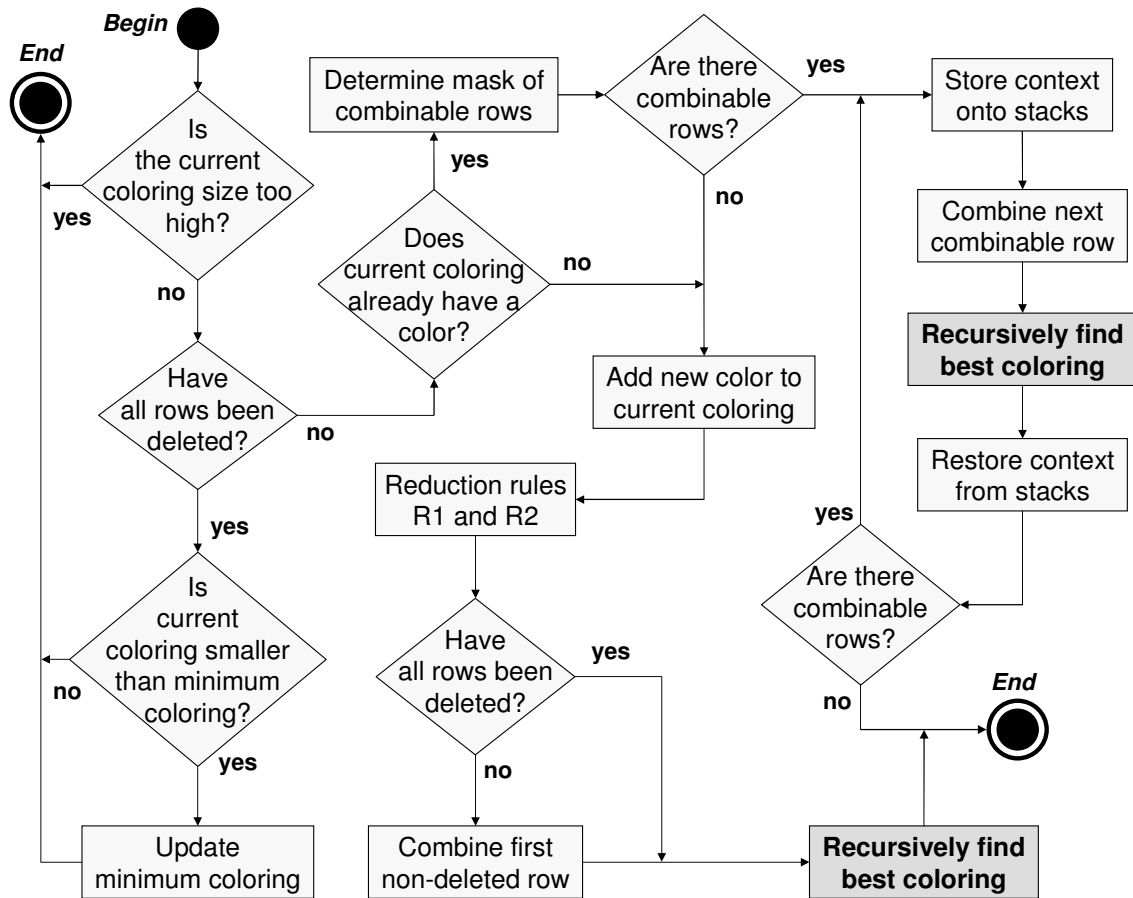 Begin
End
Is
the current
coloring size too
high?
yes
no
Have
all rows been
deleted?
no
yes
Is
current
coloring smaller
than minimum
coloring?
no
yes
Update
minimum coloring
Does
current coloring
already have a
color?
yes
no
Determine mask of
combinable rows
Are there
combinable
rows?
yes
no
Add new color to
current coloring
Reduction rules
R1 and R2
Have
all rows been
deleted?
yes
no
Combine first
non-deleted row
Recursively find
best coloring
Store context
onto stacks
Combine next
combinable row
Recursively find
best coloring
Restore context
from stacks
Are there
combinable
rows?
yes
no
End